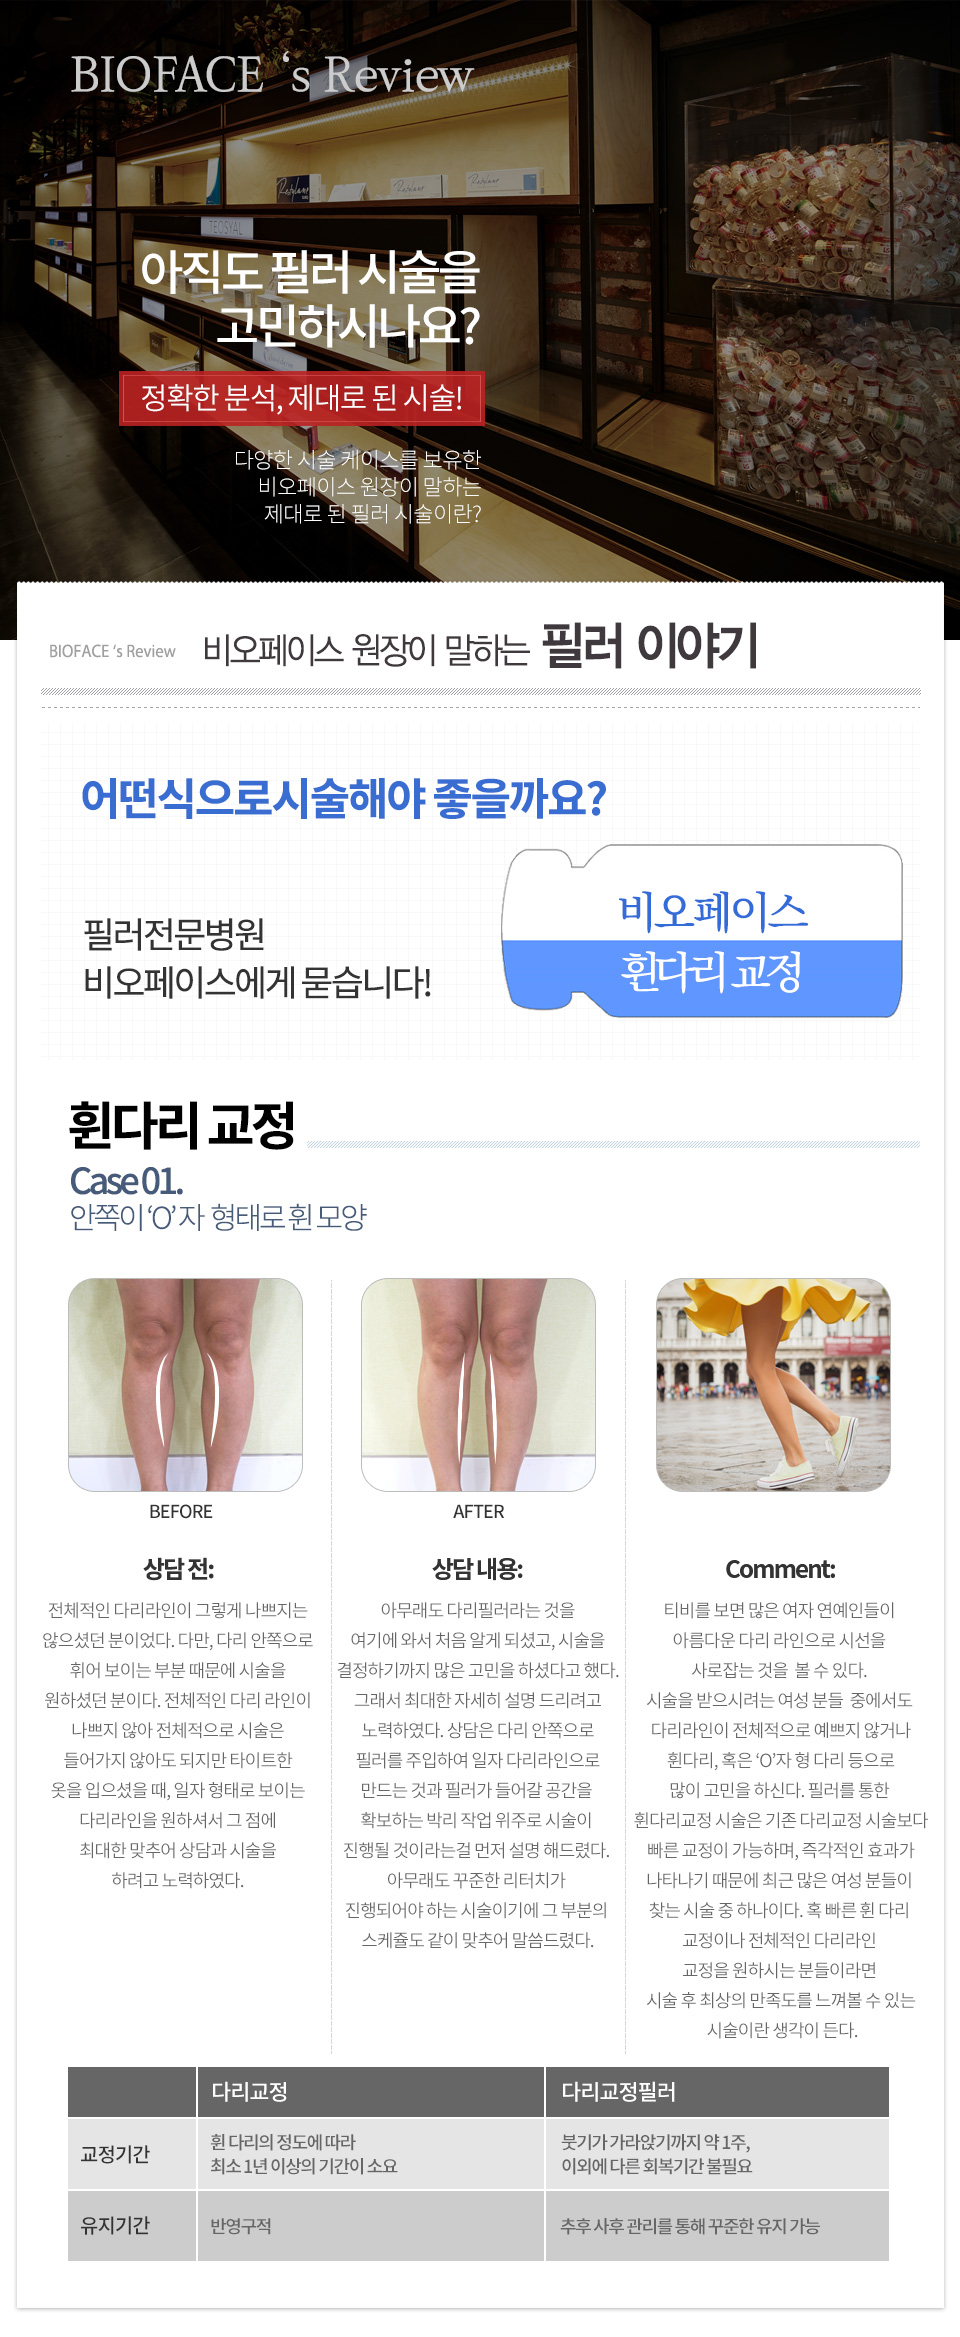 BIOFACE ‘s Review
Restylane
Restylane
Restylane
TEOSYAL
아직도 필러 시술을
고민하시나요?
정확한 분석, 제대로 된 시술!
다양한 시술 케이스를 보유한
비오페이스 원장이 말하는
제대로 된 필러 시술이란?
BIOFACE ‘s Review 비오페이스 원장이 말하는 필러 이야기
어떤식으로시술해야 좋을까요?
필러전문병원
비오페이스에게 묻습니다!
비오페이스
휜다리 교정
휜다리 교정
Case 01.
안쪽이 ‘O’ 자 형태로 휜 모양
BEFORE
상담 전:
전체적인 다리라인이 그렇게 나쁘지는
않으셨던 분이었다. 다만, 다리 안쪽으로
휘어 보이는 부분 때문에 시술을
원하셨던 분이다. 전체적인 다리 라인이
나쁘지 않아 전체적으로 시술은
들어가지 않아도 되지만 타이트한
옷을 입으셨을 때, 일자 형태로 보이는
다리라인을 원하셔서 그 점에
최대한 맞추어 상담과 시술을
하려고 노력하였다.
AFTER
상담 내용:
아무래도 다리필러라는 것을
여기에 와서 처음 알게 되셨고, 시술을
결정하기까지 많은 고민을 하셨다고 했다.
그래서 최대한 자세히 설명 드리려고
노력하였다. 상담은 다리 안쪽으로
필러를 주입하여 일자 다리라인으로
만드는 것과 필러가 들어갈 공간을
확보하는 박리 작업 위주로 시술이
진행될 것이라는걸 먼저 설명 해드렸다.
아무래도 꾸준한 리터치가
진행되어야 하는 시술이기에 그 부분의
스케쥴도 같이 맞추어 말씀드렸다.
Comment:
티비를 보면 많은 여자 연예인들이
아름다운 다리 라인으로 시선을
사로잡는 것을 볼 수 있다.
시술을 받으시려는 여성 분들 중에서도
다리라인이 전체적으로 예쁘지 않거나
휜다리, 혹은 ‘O’자 형 다리 등으로
많이 고민을 하신다. 필러를 통한
휜다리교정 시술은 기존 다리교정 시술보다
빠른 교정이 가능하며, 즉각적인 효과가
나타나기 때문에 최근 많은 여성 분들이
찾는 시술 중 하나이다. 혹 빠른 휜 다리
교정이나 전체적인 다리라인
교정을 원하시는 분들이라면
시술 후 최상의 만족도를 느껴볼 수 있는
시술이란 생각이 든다.
다리교정 다리교정필러
교정기간
휜 다리의 정도에 따라
최소 1년 이상의 기간이 소요
붓기가 가라앉기까지 약 1주,
이외에 다른 회복기간 불필요
유지기간
반영구적
추후 사후 관리를 통해 꾸준한 유지 가능